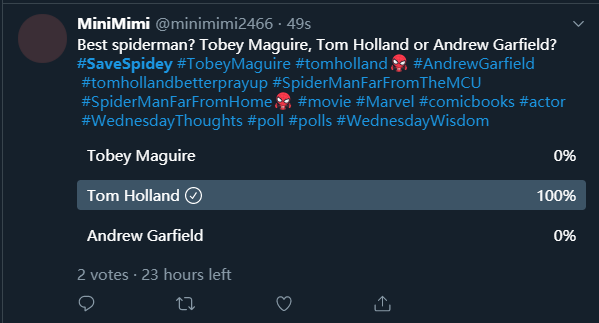 MiniMimi @minimimi2466 · 49s
Best spiderman? Tobey Maguire, Tom Holland or Andrew Garfield?
#SaveSpidey #TobeyMaguire #tomholland #AndrewGarfield
#tomhollandbetterprayup #SpiderManFarFromTheMCU
#SpiderManFarFromHome #movie #Marvel #comicbooks #actor
#WednesdayThoughts #poll #polls #WednesdayWisdom
Tobey Maguire 0%
Tom Holland 100%
Andrew Garfield 0%
2 votes · 23 hours left